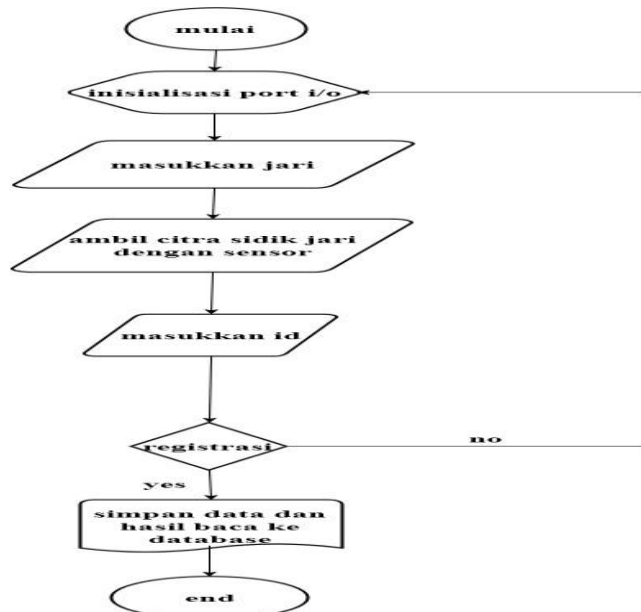 mulai
inisialisasi port i/o
masukkan jari
ambil citra sidik jari
dengan sensor
masukkan id
registrasi
no
yes
simpan data dan
hasil baca ke
database
end